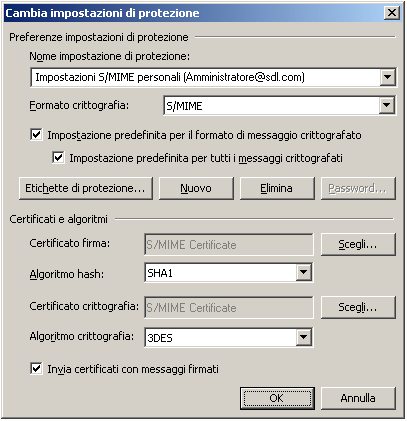 Cambia impostazioni di protezione
Preferenze impostazioni di protezione
Nome impostazione di protezione:
Impostazioni S/MIME personali (Amministratore@sdl.com)
Formato crittografia:
S/MIME
Impostazione predefinita per il formato di messaggio crittografato
Impostazione predefinita per tutti i messaggi crittografati
Etichette di protezione...
Nuovo
Elimina
Password...
Certificati e algoritmi
Certificato firma:
S/MIME Certificate
Scegli...
Algoritmo hash:
SHA1
Certificato crittografia:
S/MIME Certificate
Scegli...
Algoritmo crittografia:
3DES
Invia certificati con messaggi firmati
OK
Annulla